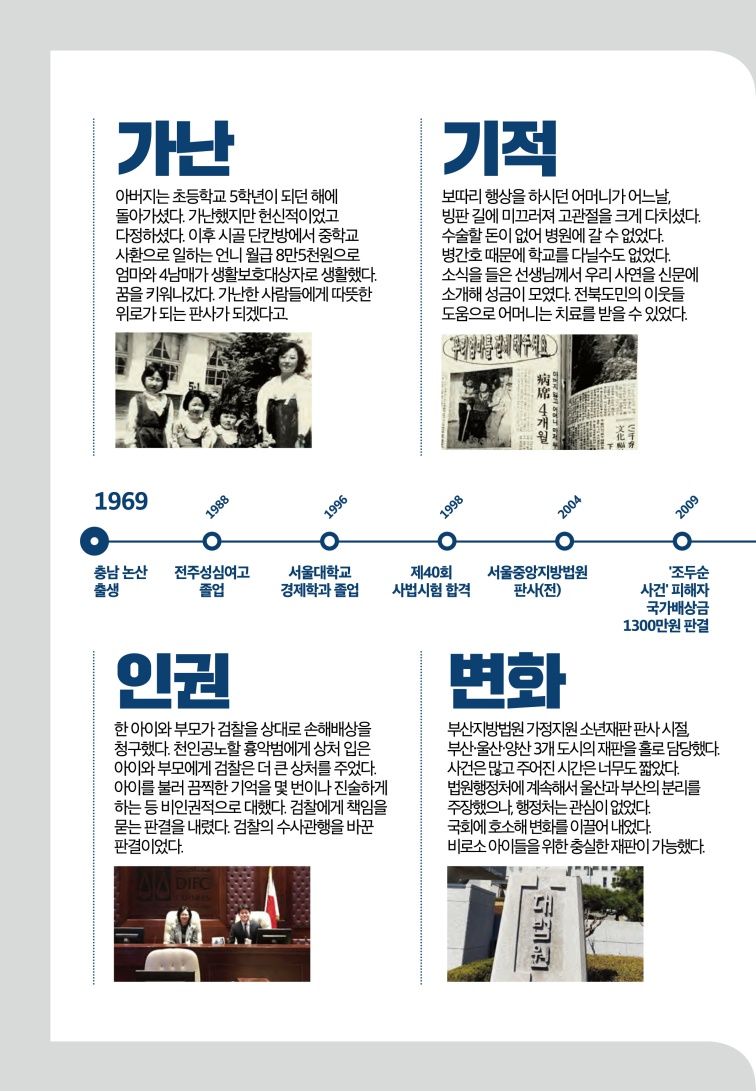 가난
아버지는 초등학교 5학년이 되던 해에
돌아가셨다. 가난했지만 헌신적이었고
다정하셨다. 이후 시골 단칸방에서 중학교
사환으로 일하는 언니 월급 8만5천원으로
엄마와 4남매가 생활보호대상자로 생활했다.
꿈을 키워나갔다. 가난한 사람들에게 따뜻한
위로가 되는 판사가 되겠다고.
5-1
기적
보따리 행상을 하시던 어머니가 어느날,
빙판 길에 미끄러져 고관절을 크게 다치셨다.
수술할 돈이 없어 병원에 갈 수 없었다.
병간호 때문에 학교를 다닐수도 없었다.
소식을 들은 선생님께서 우리 사연을 신문에
소개해 성금이 모였다. 전북도민의 이웃들
도움으로 어머니는 치료를 받을 수 있었다.
病席 4개월
1969
1988
1996
1998
2004
2009
충남 논산
출생
전주성심여고
졸업
서울대학교
경제학과 졸업
제40회
사법시험 합격
서울중앙지방법원
판사(전)
'조두순
사건' 피해자
국가배상금
1300만원 판결
인권
한 아이와 부모가 검찰을 상대로 손해배상을
청구했다. 천인공노할 흉악범에게 상처 입은
아이와 부모에게 검찰은 더 큰 상처를 주었다.
아이를 불러 끔찍한 기억을 몇 번이나 진술하게
하는 등 비인권적으로 대했다. 검찰에게 책임을
묻는 판결을 내렸다. 검찰의 수사관행을 바꾼
판결이었다.
DIFC
변화
부산지방법원 가정지원 소년재판 판사 시절,
부산·울산·양산 3개 도시의 재판을 홀로 담당했다.
사건은 많고 주어진 시간은 너무도 짧았다.
법원행정처에 계속해서 울산과 부산의 분리를
주장했으나, 행정처는 관심이 없었다.
국회에 호소해 변화를 이끌어 내었다.
비로소 아이들을 위한 충실한 재판이 가능했다.
대법원